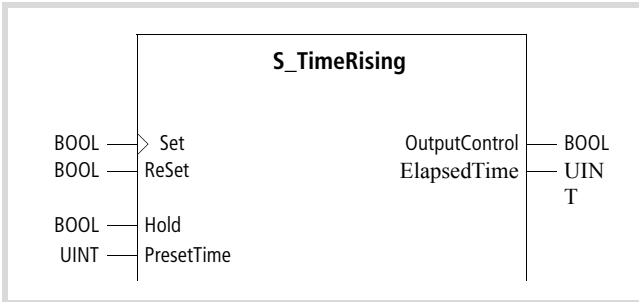 S_TimeRising
BOOL Set OutputControl BOOL
BOOL ReSet ElapsedTime UIN
T
BOOL Hold
UINT PresetTime